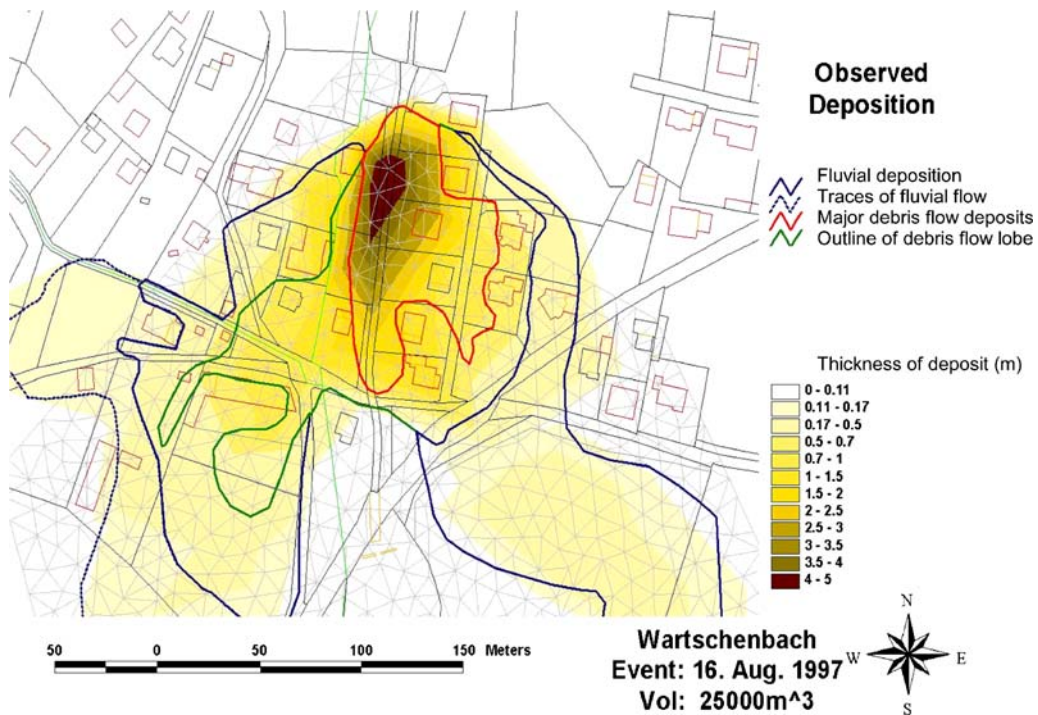 Observed
Deposition
Fluvial deposition
Traces of fluvial flow
Major debris flow deposits
Outline of debris flow lobe
Thickness of deposit (m)
0 - 0.11
0.11 - 0.17
0.17 - 0.5
0.5 - 0.7
0.7 - 1
1 - 1.5
1.5 - 2
2 - 2.5
2.5 - 3
3 - 3.5
3.5 - 4
4 - 5
50 0 50 100 150 Meters
Wartschenbach
Event: 16. Aug. 1997
Vol: 25000m^3
N
W E
S